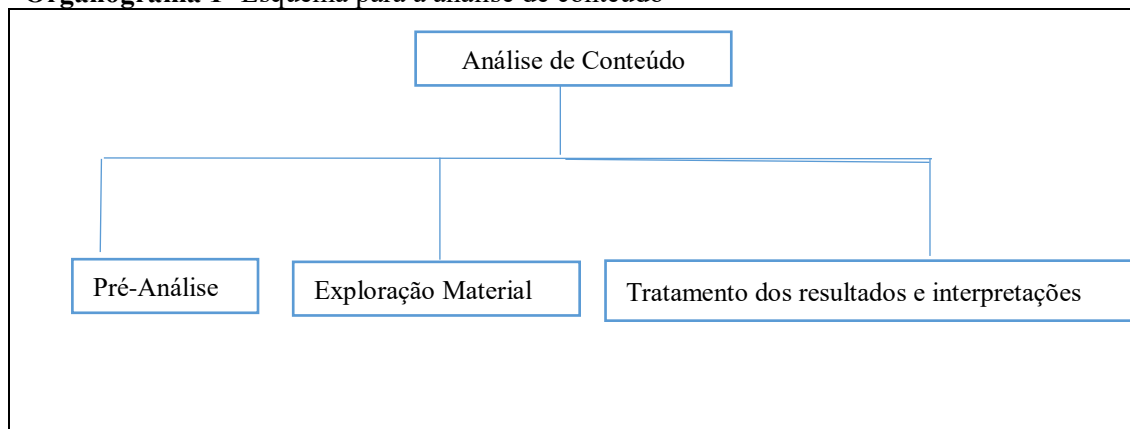 Organograma 1- Esquema para a análise de conteúdo
Análise de Conteúdo
Pré-Análise
Exploração Material
Tratamento dos resultados e interpretações